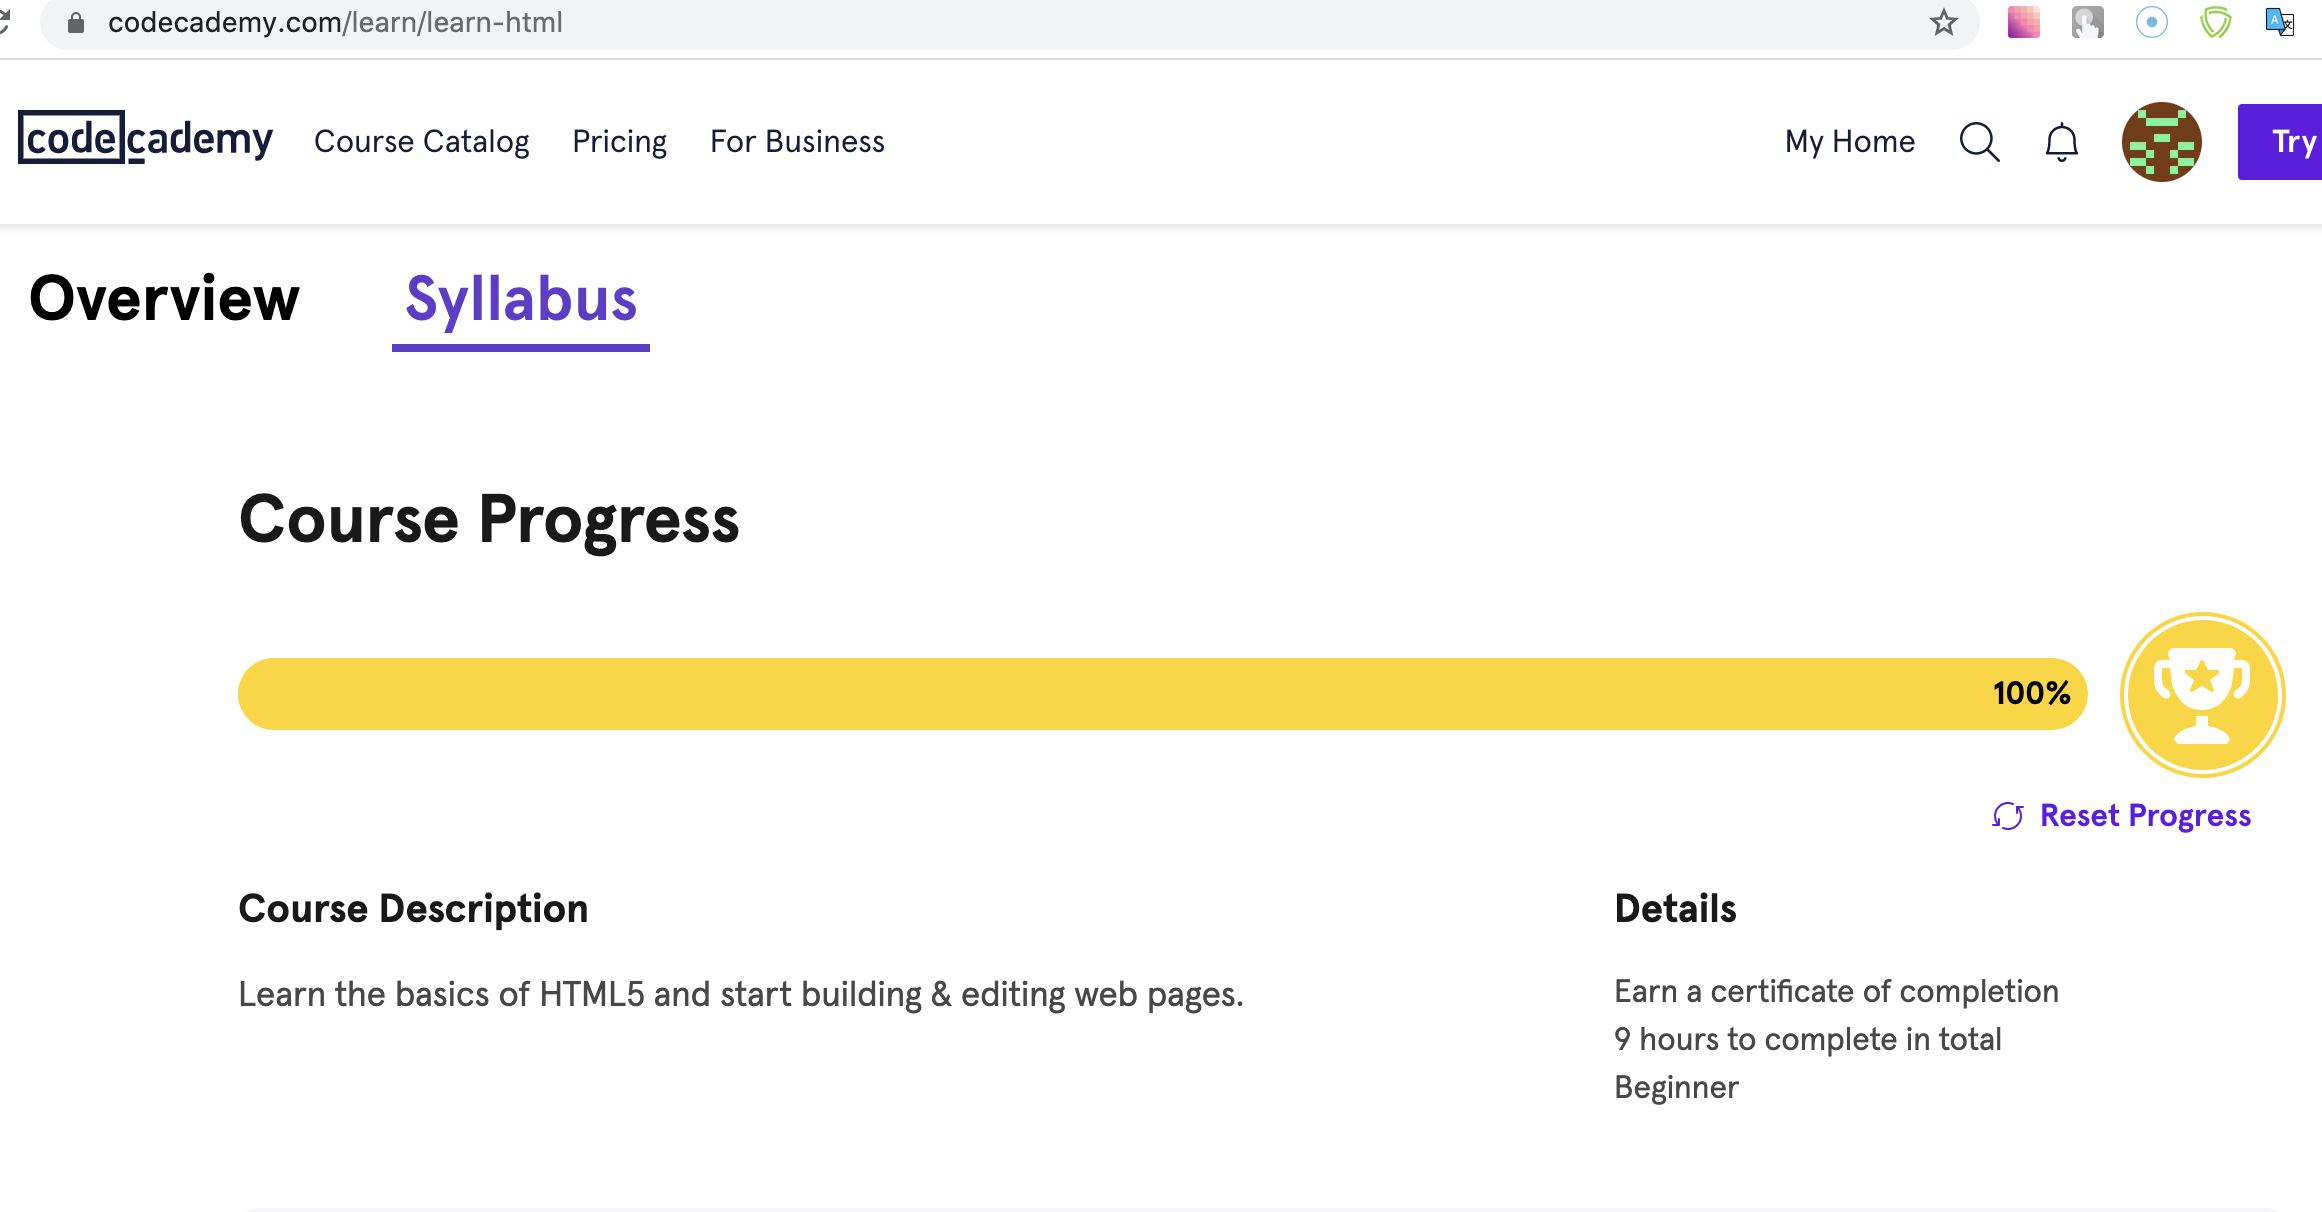 codecademy.com/learn/learn-html
codecademy Course Catalog Pricing For Business My Home Try
Overview Syllabus
Course Progress
100%
Reset Progress
Course Description
Learn the basics of HTML5 and start building & editing web pages.
Details
Earn a certificate of completion
9 hours to complete in total
Beginner